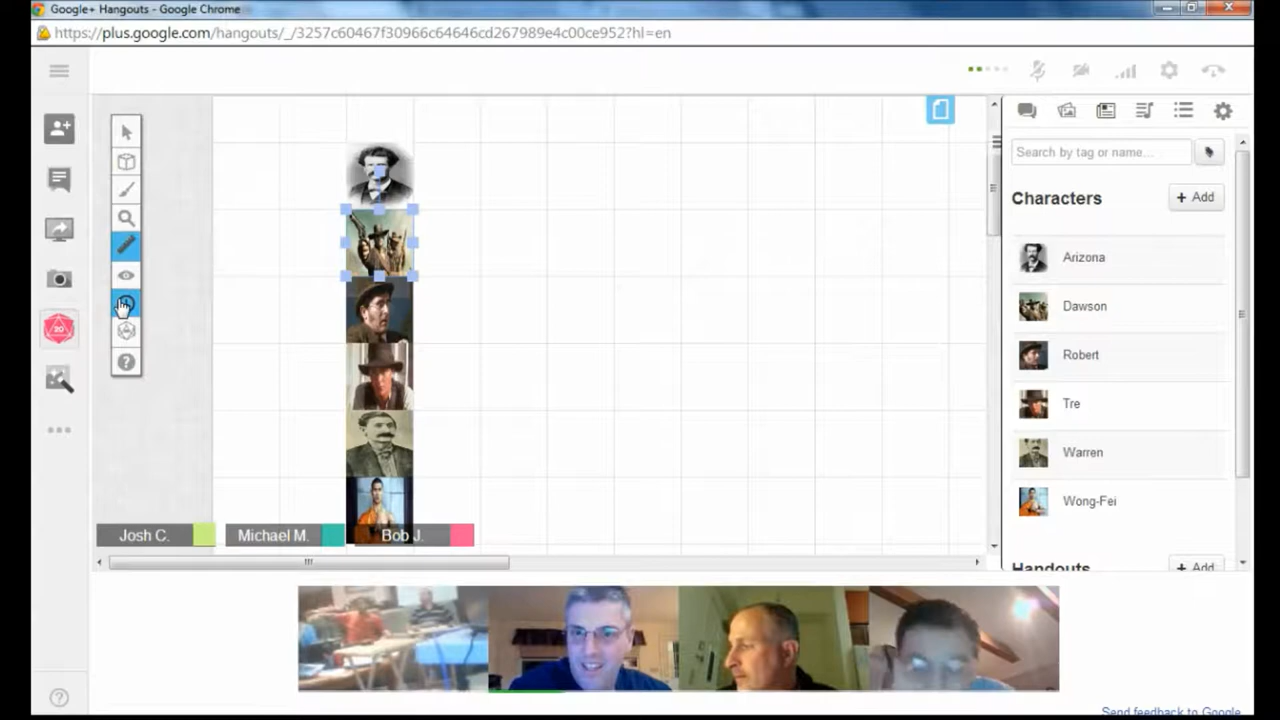 Google+ Hangouts - Google Chrome
https://plus.google.com/hangouts/_/3257c60467f30966c64646cd267989e4c00ce952?hl=en
Search by tag or name...
Characters
+ Add
Arizona
Dawson
Robert
Tre
Warren
Wong-Fei
Handouts
+ Add
20
Josh C.
Michael M.
Bob J.
Send feedback to Google